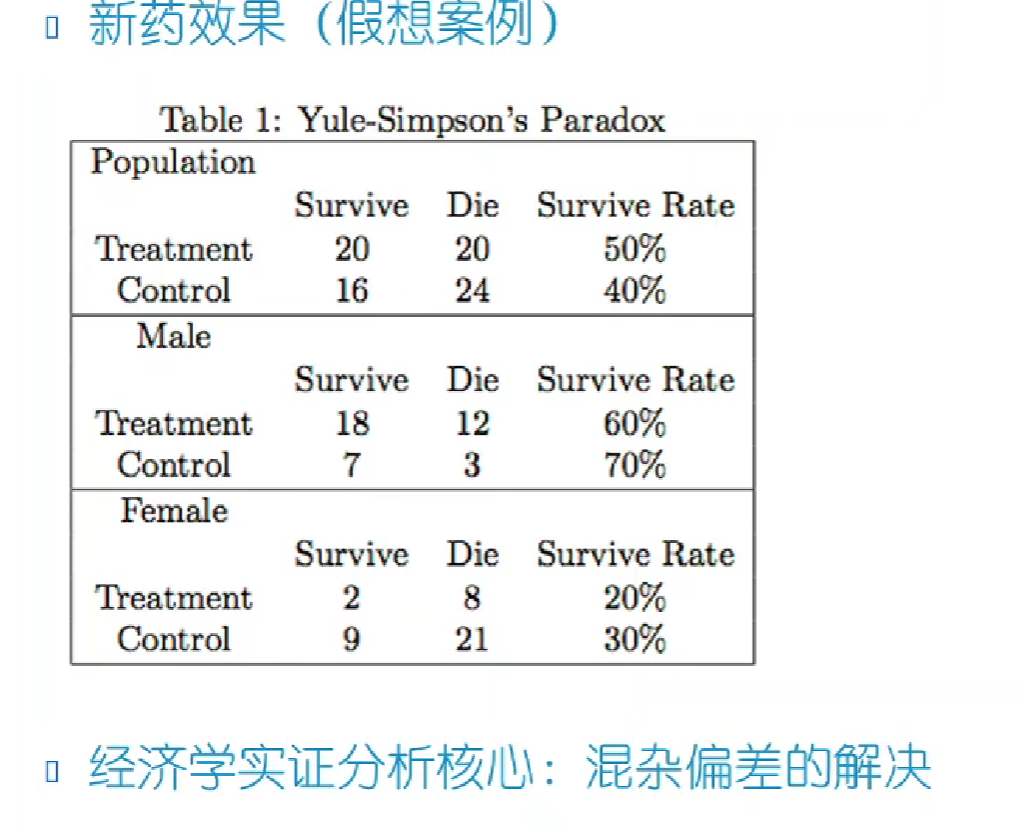 新药效果（假想案例）
Table 1: Yule-Simpson's Paradox
Population
Survive Die Survive Rate
Treatment 20 20 50%
Control 16 24 40%
Male
Survive Die Survive Rate
Treatment 18 12 60%
Control 7 3 70%
Female
Survive Die Survive Rate
Treatment 2 8 20%
Control 9 21 30%
经济学实证分析核心：混杂偏差的解决